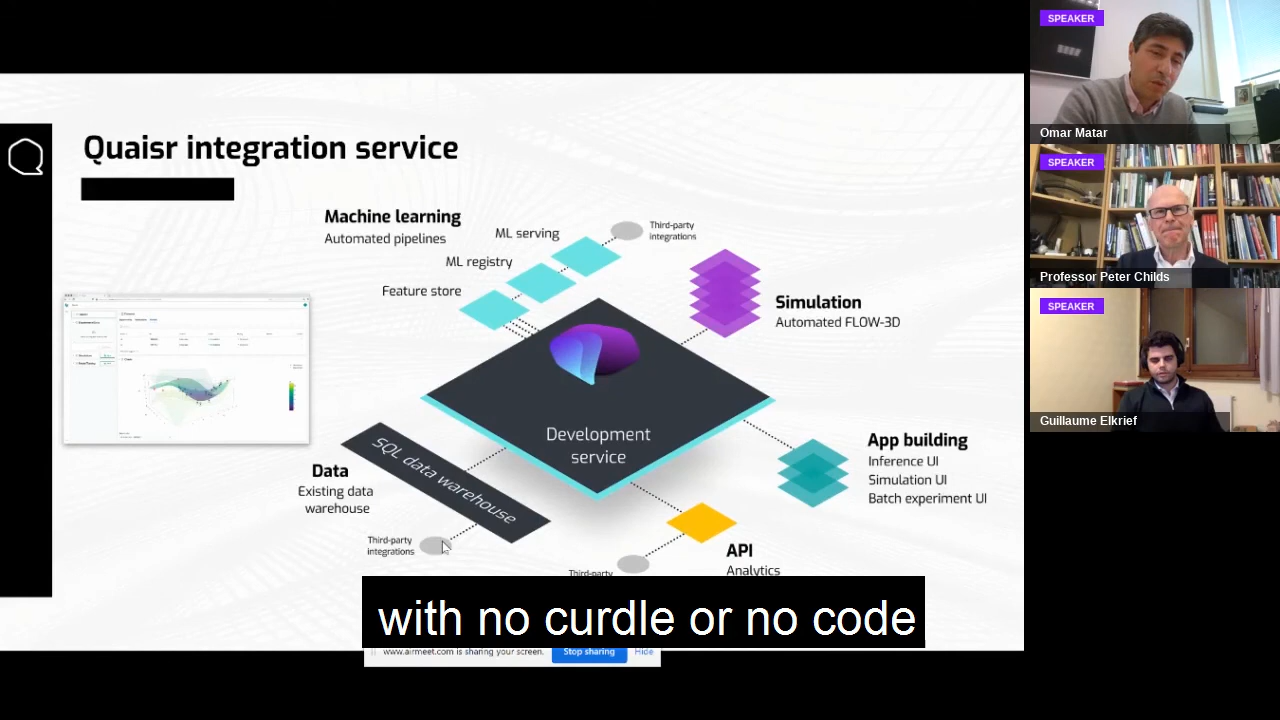 Quaisr integration service
Machine learning
Automated pipelines
ML serving
ML registry
Feature store
Third-party
integrations
Simulation
Automated FLOW-3D
Development
service
App building
Inference UI
Simulation UI
Batch experiment UI
SQL data warehouse
Data
Existing data
warehouse
Third-party
integrations
API
Analytics
Third-party
with no curdle or no code
www.airmeet.com is sharing your screen.
Stop sharing
Hide
SPEAKER
Omar Matar
SPEAKER
Professor Peter Childs
SPEAKER
Guillaume Elkrief